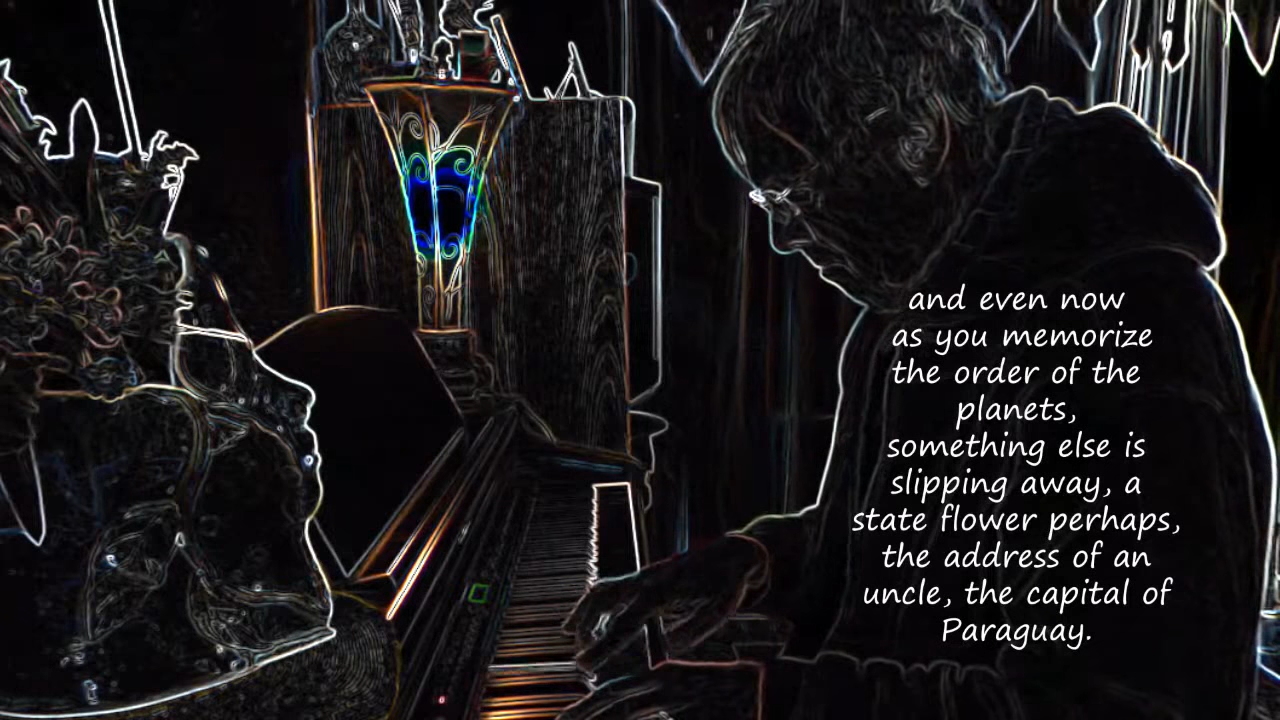 and even now
as you memorize
the order of the
planets,
something else is
slipping away, a
state flower perhaps,
the address of an
uncle, the capital of
Paraguay.